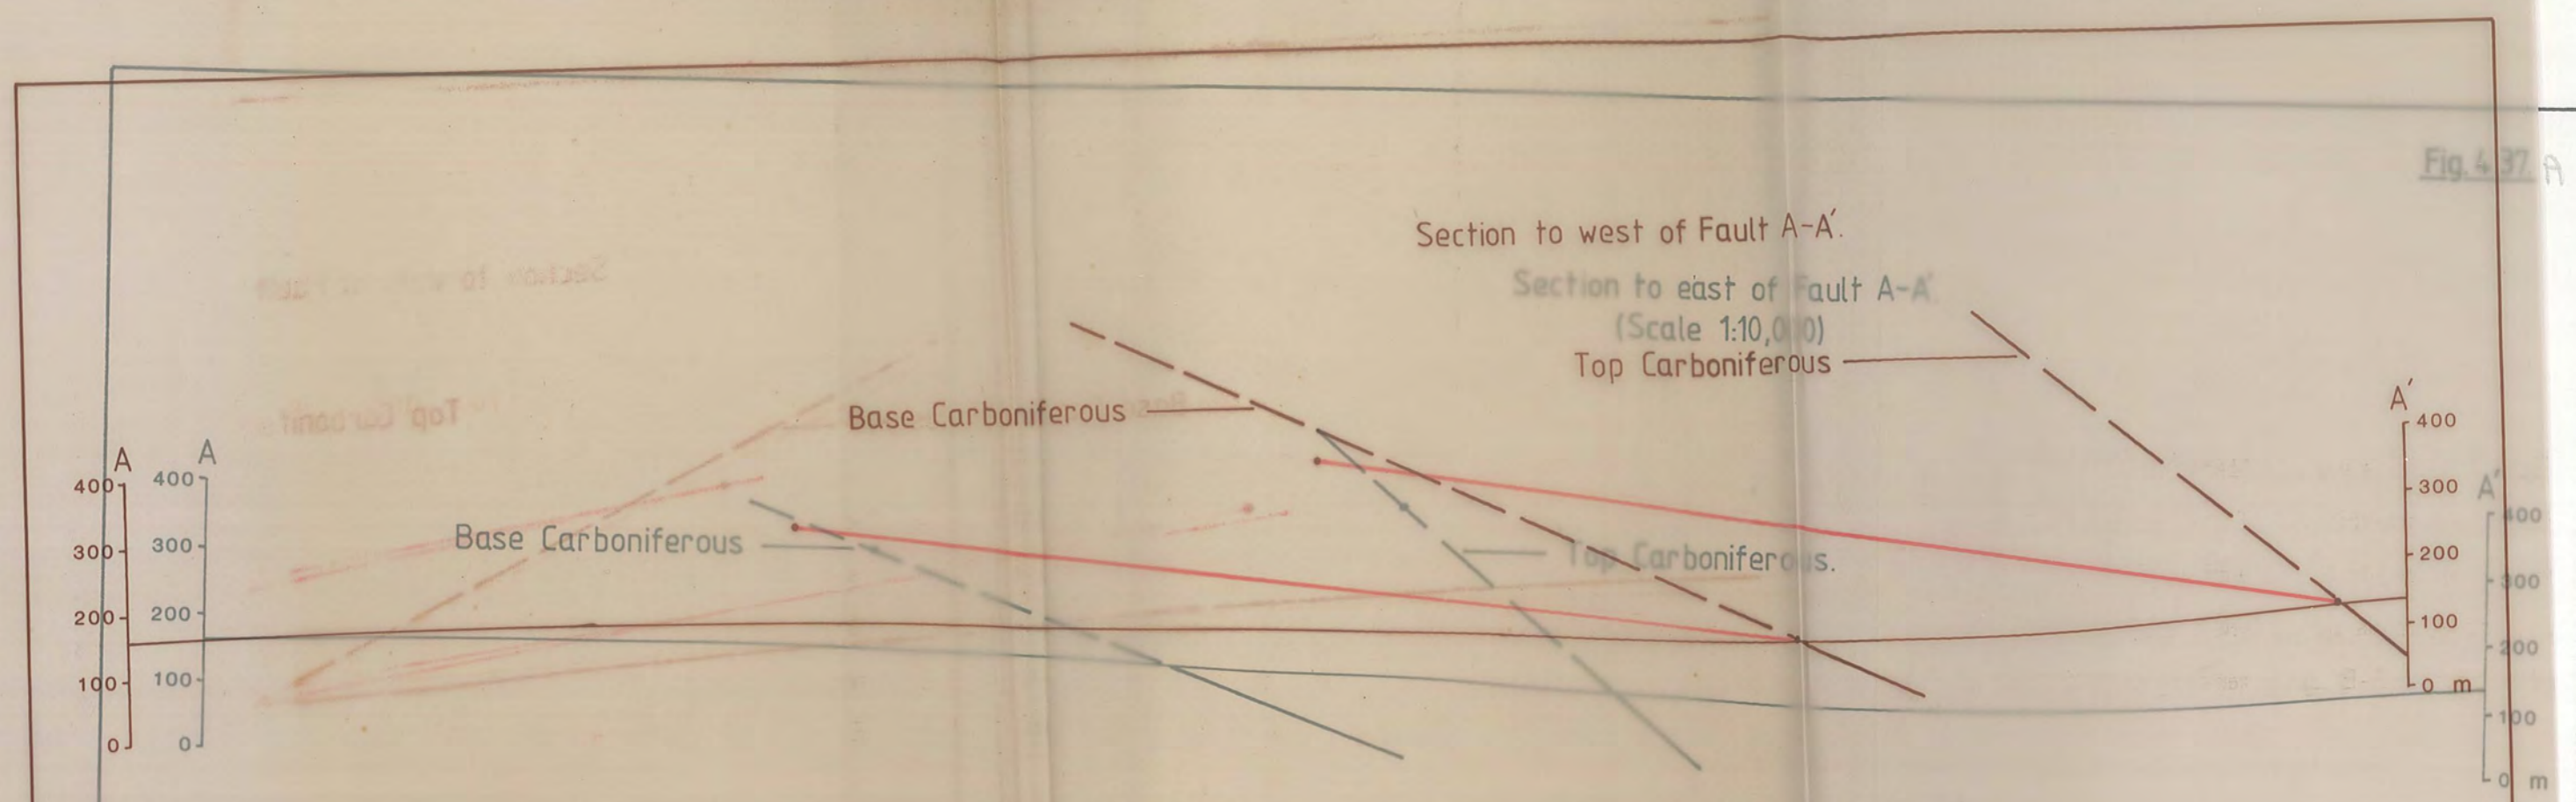 Fig. 4.37. A
Section to west of Fault A-A´.
Section to east of Fault A-A´
(Scale 1:10,000)
Top Carboniferous
Base Carboniferous
Base Carboniferous
Top Carboniferous.
A
400
300
200
100
0
A
400
300
200
100
0
A´
400
300
200
100
0 m
A´
400
300
200
100
0 m